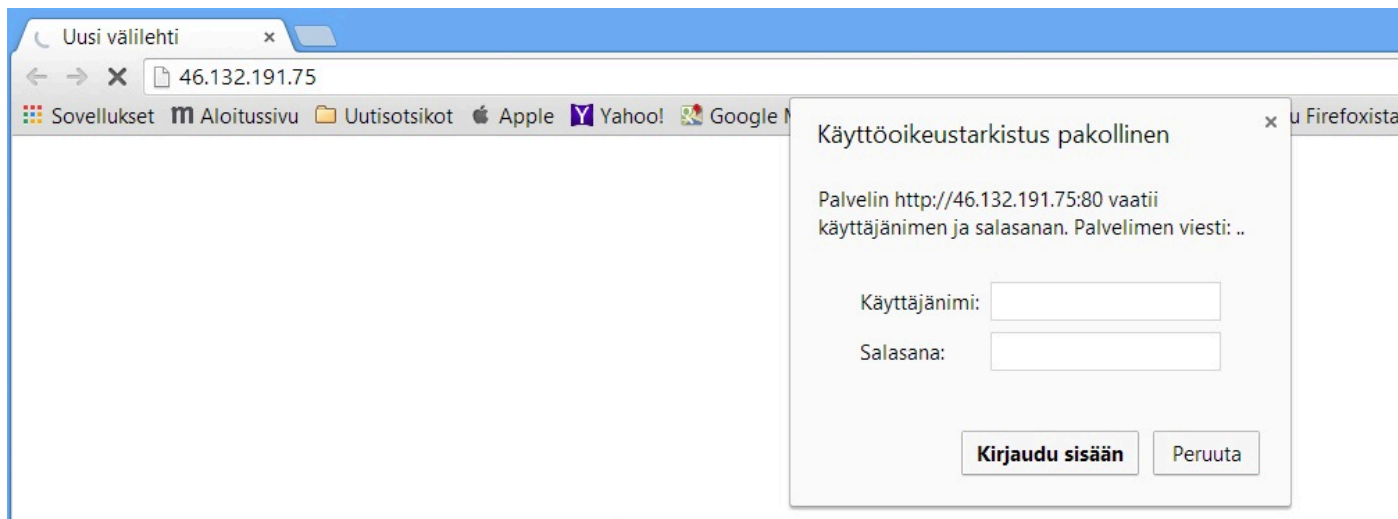 Uusi välilehti
46.132.191.75
Sovellukset Aloitussivu Uutisotsikot Apple Yahoo! Google u Firefoxista
Käyttöoikeustarkistus pakollinen
Palvelin http://46.132.191.75:80 vaatii
käyttäjänimen ja salasanan. Palvelimen viesti: ..
Käyttäjänimi:
Salasana:
Kirjaudu sisään Peruuta